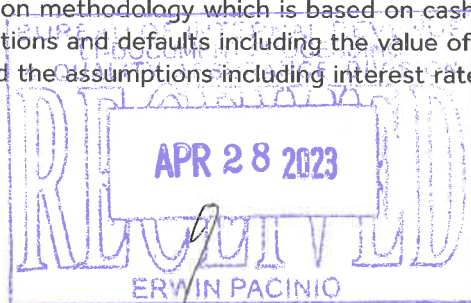 on methodology which is based on cash
tions and defaults including the value of
d the assumptions including interest rate
RECEIVED
APR 28 2023
ERWIN PACINIO